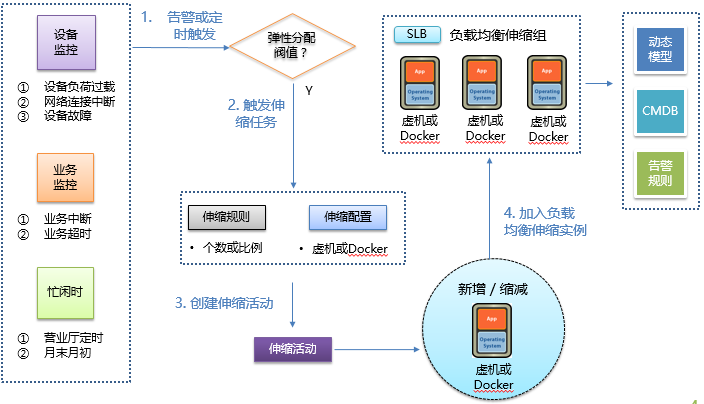 设备
监控
① 设备负荷过载
② 网络连接中断
③ 设备故障
业务
监控
① 业务中断
② 业务超时
忙闲时
① 营业厅定时
② 月末月初
1. 告警或定
时触发
弹性分配
阈值？
Y
2. 触发伸
缩任务
伸缩规则
• 个数或比例
伸缩配置
• 虚机或Docker
3. 创建伸缩活动
伸缩活动
新增 / 缩减
App
Operating
System
虚机或
Docker
4. 加入负载
均衡伸缩实例
SLB
负载均衡伸缩组
App
Operating
System
虚机或
Docker
App
Operating
System
虚机或
Docker
App
Operating
System
虚机或
Docker
动态
模型
CMDB
告警
规则